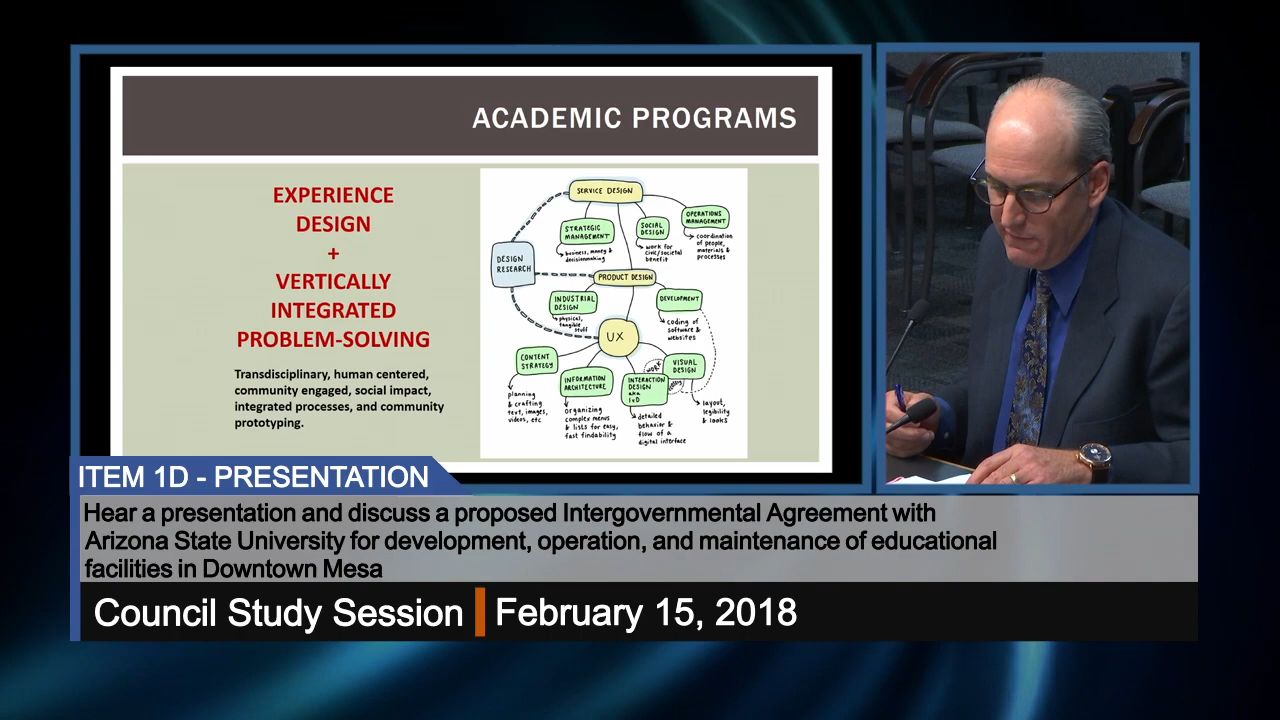 ACADEMIC PROGRAMS
EXPERIENCE
DESIGN
+
VERTICALLY
INTEGRATED
PROBLEM-SOLVING
Transdisciplinary, human centered,
community engaged, social impact,
integrated processes, and community
prototyping.
SERVICE DESIGN
STRATEGIC
MANAGEMENT
business, money &
decisionmaking
SOCIAL
DESIGN
work for
civic/societal
benefit
OPERATIONS
MANAGEMENT
coordination
of people,
materials &
processes
DESIGN
RESEARCH
PRODUCT DESIGN
INDUSTRIAL
DESIGN
physical,
tangible
stuff
DEVELOPMENT
coding of
software &
websites
UX
CONTENT
STRATEGY
planning
& crafting
text, images,
videos, etc
INFORMATION
ARCHITECTURE
organizing
complex menus
& lists for easy,
fast findability
INTERACTION
DESIGN
aka
IxD
detailed
behavior &
flow of a
digital interface
VISUAL
DESIGN
layout,
legibility
& looks
ITEM 1D - PRESENTATION
Hear a presentation and discuss a proposed Intergovernmental Agreement with
Arizona State University for development, operation, and maintenance of educational
facilities in Downtown Mesa
Council Study Session
February 15, 2018